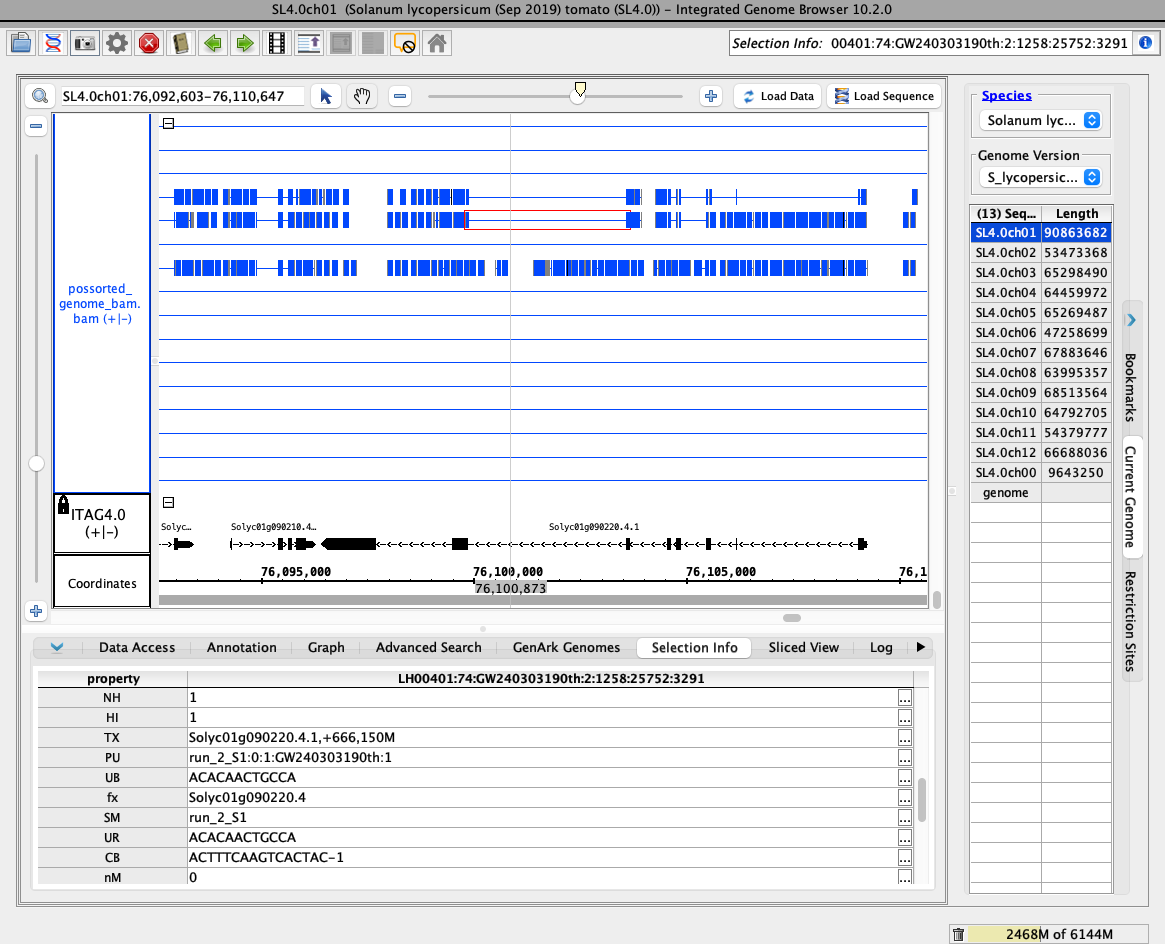 SL4.0ch01 (Solanum lycopersicum (Sep 2019) tomato (SL4.0)) – Integrated Genome Browser 10.2.0
Selection Info: 00401:74:GW240303190th:2:1258:25752:3291
SL4.0ch01:76,092,603–76,110,647
Load Data
Load Sequence
possorted_
genome_bam.
bam (+|-)
ITAG4.0
(+|-)
Solyc…
Solyc01g090210.4…
Solyc01g090220.4.1
Coordinates
76,095,000
76,100,000
76,105,000
76,1
76,100,873
Species
Solanum lyc…
Genome Version
S_lycopersic…
(13) Seq… Length
SL4.0ch01 90863682
SL4.0ch02 53473368
SL4.0ch03 65298490
SL4.0ch04 64459972
SL4.0ch05 65269487
SL4.0ch06 47258699
SL4.0ch07 67883646
SL4.0ch08 63995357
SL4.0ch09 68513564
SL4.0ch10 64792705
SL4.0ch11 54379777
SL4.0ch12 66688036
SL4.0ch00 9643250
genome
Bookmarks
Current Genome
Restriction Sites
Data Access Annotation Graph Advanced Search GenArk Genomes Selection Info Sliced View Log
property LH00401:74:GW240303190th:2:1258:25752:3291
NH 1 ...
HI 1 ...
TX Solyc01g090220.4.1,+666,150M ...
PU run_2_S1:0:1:GW240303190th:1 ...
UB ACACAACTGCCA ...
fx Solyc01g090220.4 ...
SM run_2_S1 ...
UR ACACAACTGCCA ...
CB ACTTTCAAGTCACTAC-1 ...
nM 0 ...
2468M of 6144M